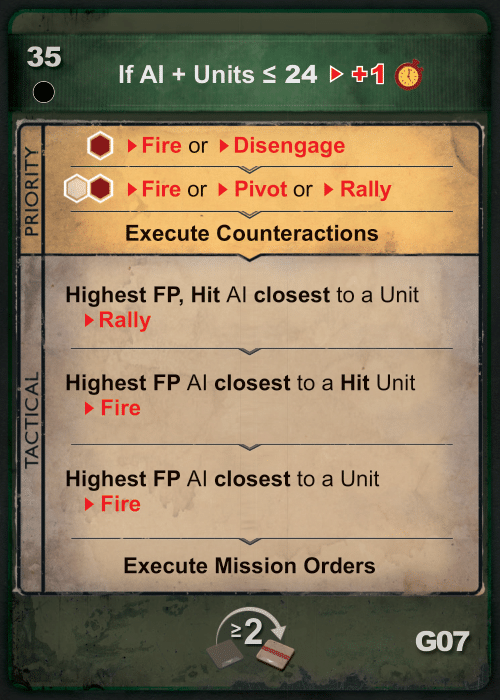 35
If AI + Units ≤ 24 ▶ +1
PRIORITY
▶Fire or ▶Disengage
▶Fire or ▶Pivot or ▶Rally
Execute Counteractions
TACTICAL
Highest FP, Hit AI closest to a Unit
▶Rally
Highest FP AI closest to a Hit Unit
▶Fire
Highest FP AI closest to a Unit
▶Fire
Execute Mission Orders
≥2
G07